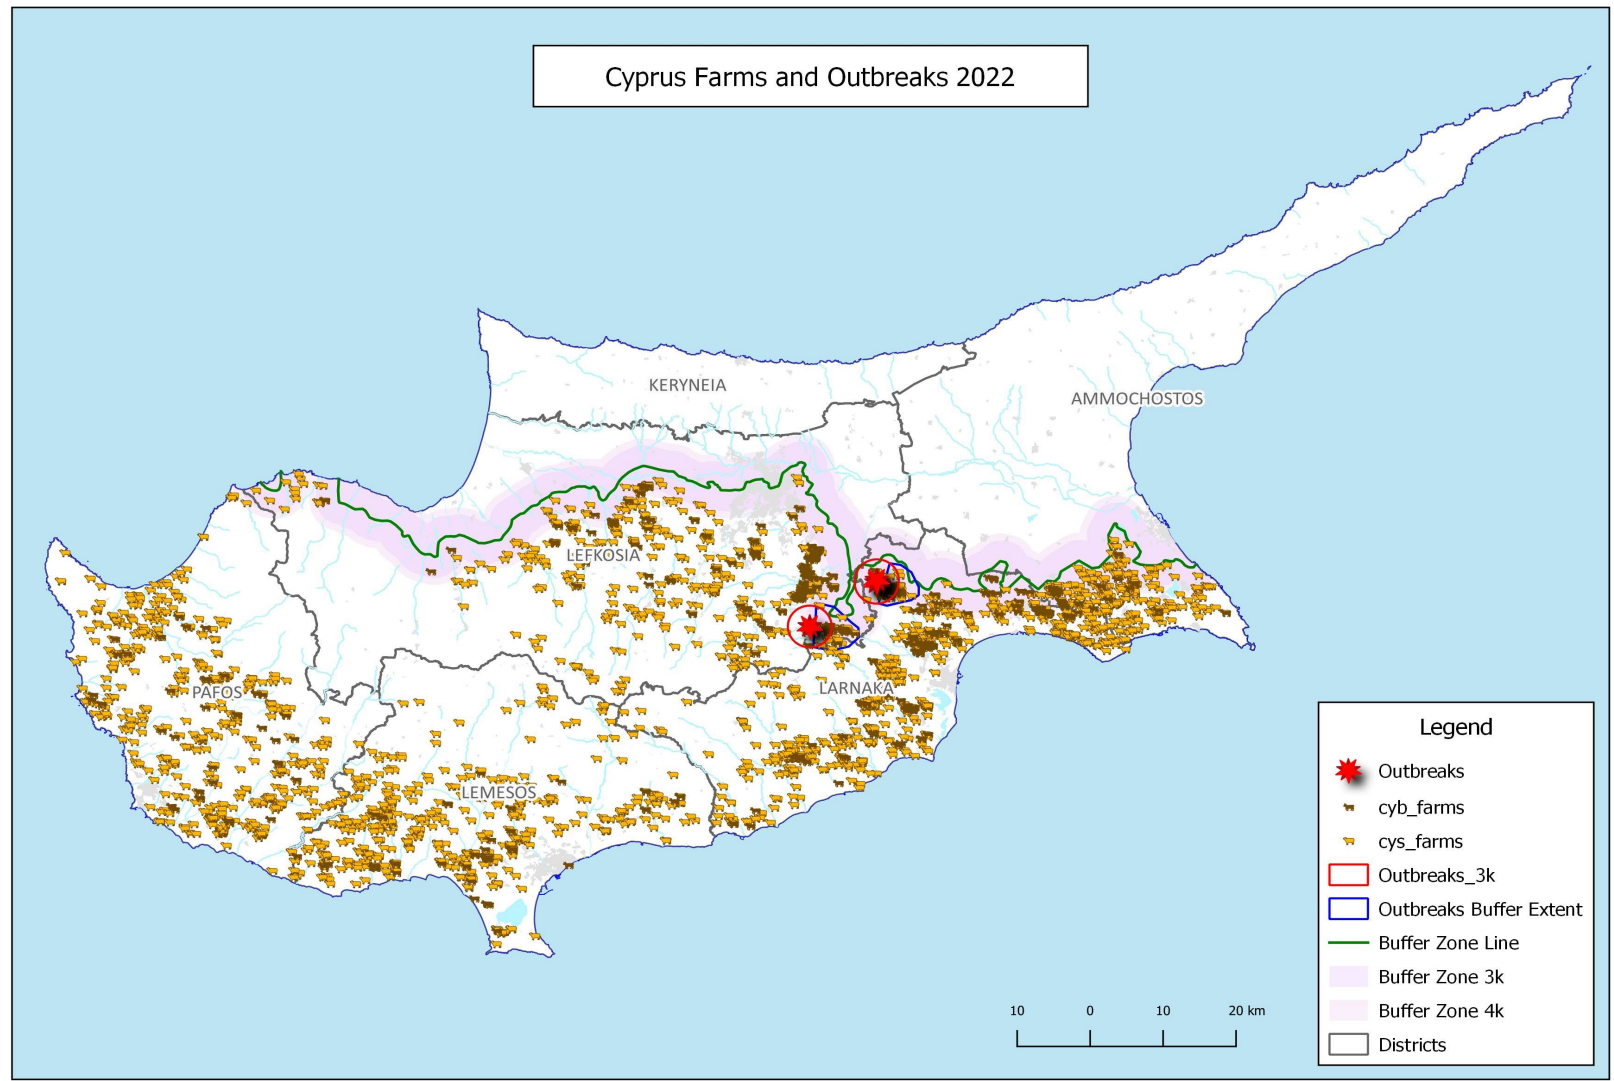 Cyprus Farms and Outbreaks 2022
KERYNEIA
AMMOCHOSTOS
LEFKOSIA
PAFOS
LARNAKA
LEMESOS
Legend
Outbreaks
cyb_farms
cys_farms
Outbreaks_3k
Outbreaks Buffer Extent
Buffer Zone Line
Buffer Zone 3k
Buffer Zone 4k
Districts
10 0 10 20 km